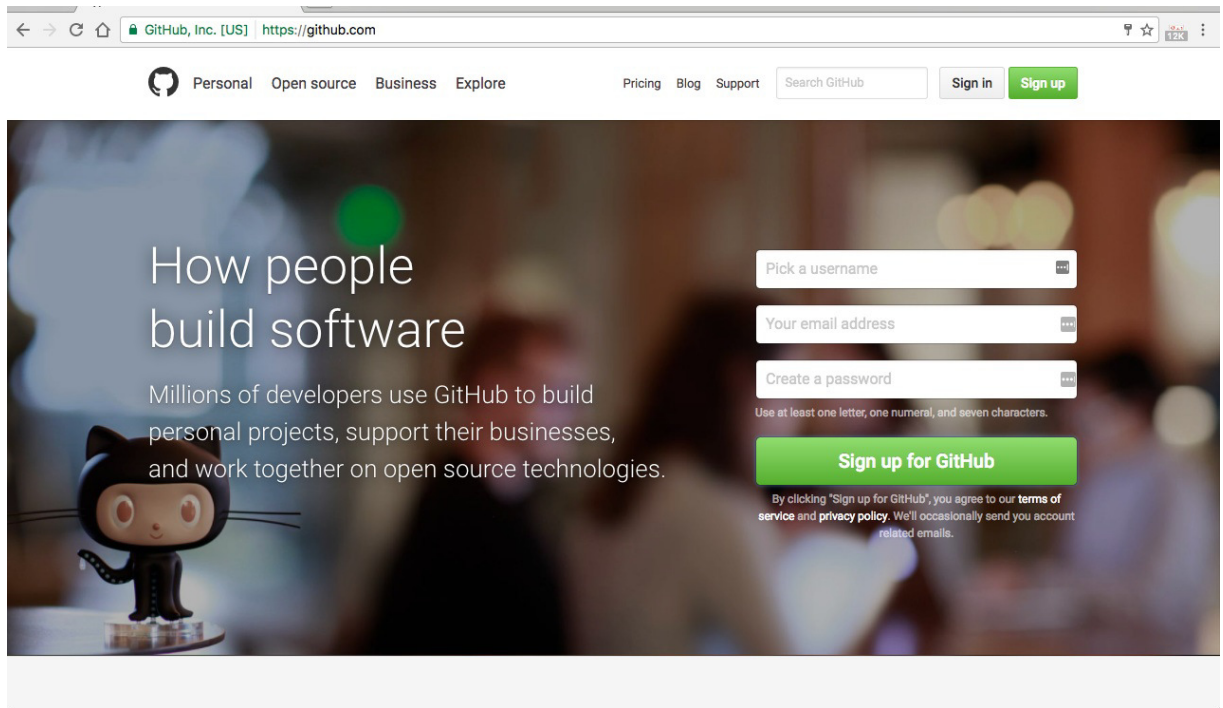 GitHub, Inc. [US] https://github.com
12K
Personal Open source Business Explore Pricing Blog Support Search GitHub Sign in Sign up
How people
build software
Millions of developers use GitHub to build
personal projects, support their businesses,
and work together on open source technologies.
Pick a username
Your email address
Create a password
Use at least one letter, one numeral, and seven characters.
Sign up for GitHub
By clicking "Sign up for GitHub", you agree to our terms of
service and privacy policy. We'll occasionally send you account
related emails.